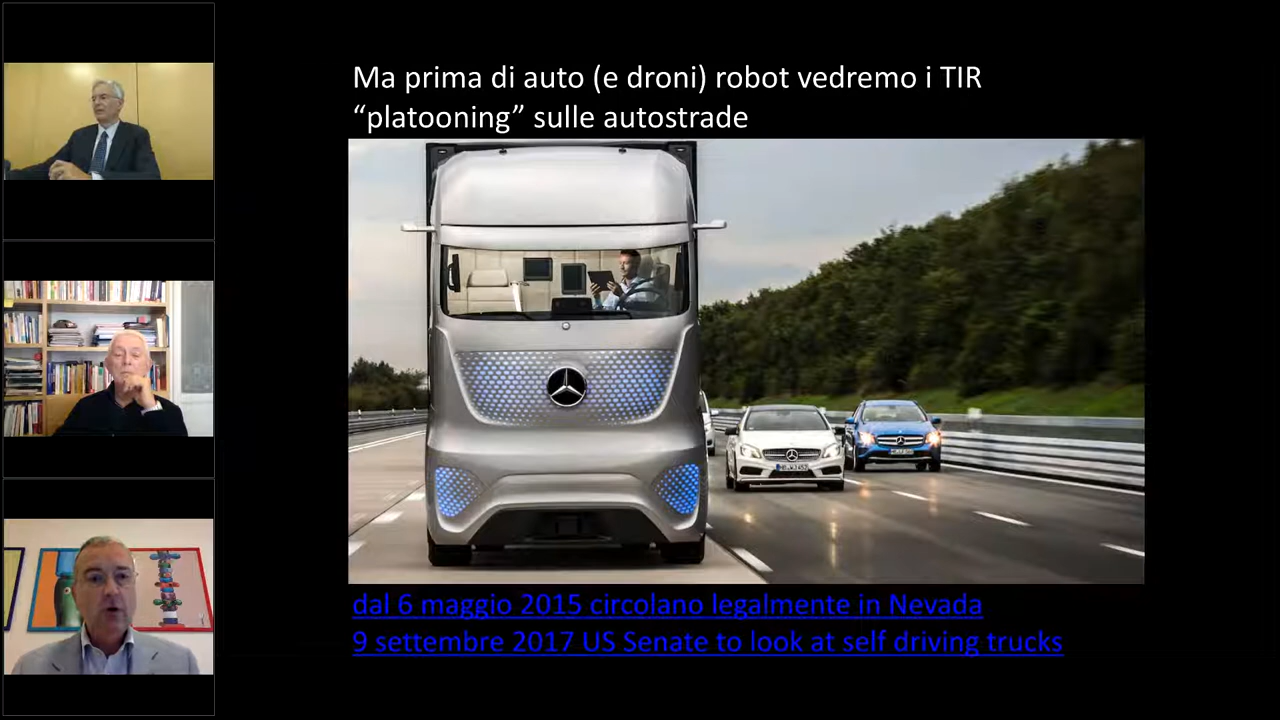 Ma prima di auto (e droni) robot vedremo i TIR
“platooning” sulle autostrade
dal 6 maggio 2015 circolano legalmente in Nevada
9 settembre 2017 US Senate to look at self driving trucks